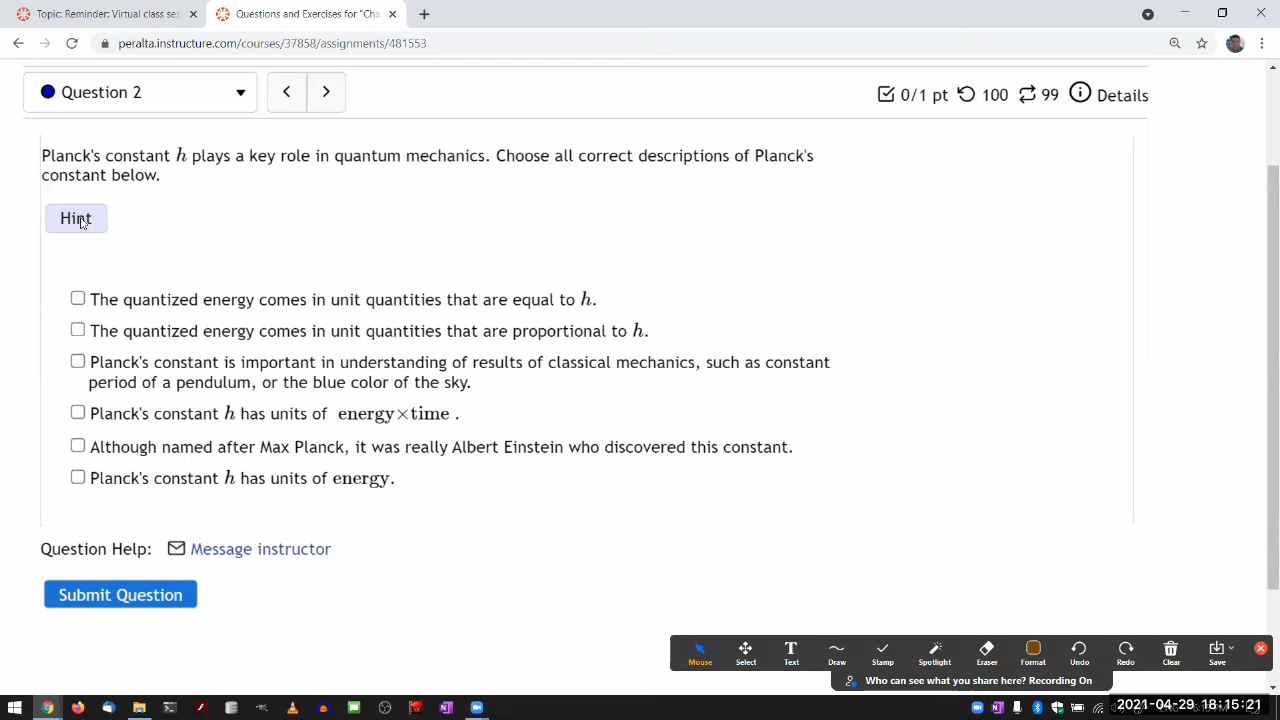 Topic: Reminder: Virtual class ses
Questions and Exercises for "Cha
peralta.instructure.com/courses/37858/assignments/481553
Question 2
0/1 pt 100 99 Details
Planck's constant h plays a key role in quantum mechanics. Choose all correct descriptions of Planck's
constant below.
Hint
The quantized energy comes in unit quantities that are equal to h.
The quantized energy comes in unit quantities that are proportional to h.
Planck's constant is important in understanding of results of classical mechanics, such as constant
period of a pendulum, or the blue color of the sky.
Planck's constant h has units of energy×time .
Although named after Max Planck, it was really Albert Einstein who discovered this constant.
Planck's constant h has units of energy.
Question Help: Message instructor
Submit Question
Mouse Select Text Draw Stamp Spotlight Eraser Format Undo Redo Clear Save
Who can see what you share here? Recording On
2021-04-29 18:15:21